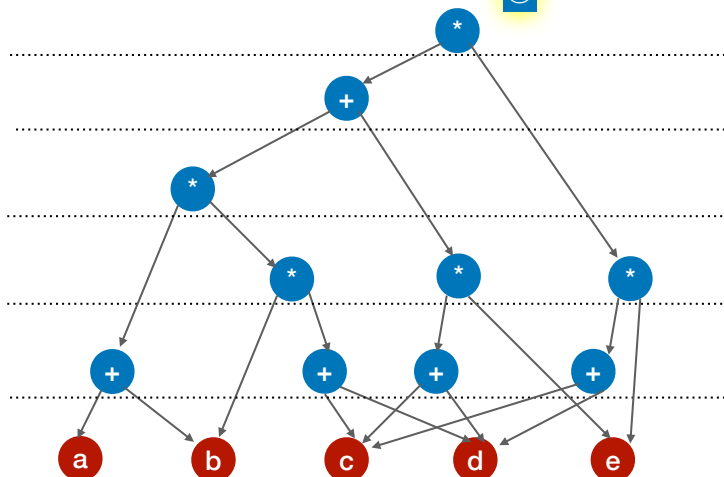 *
+
*
* * *
+ + + +
a b c d e